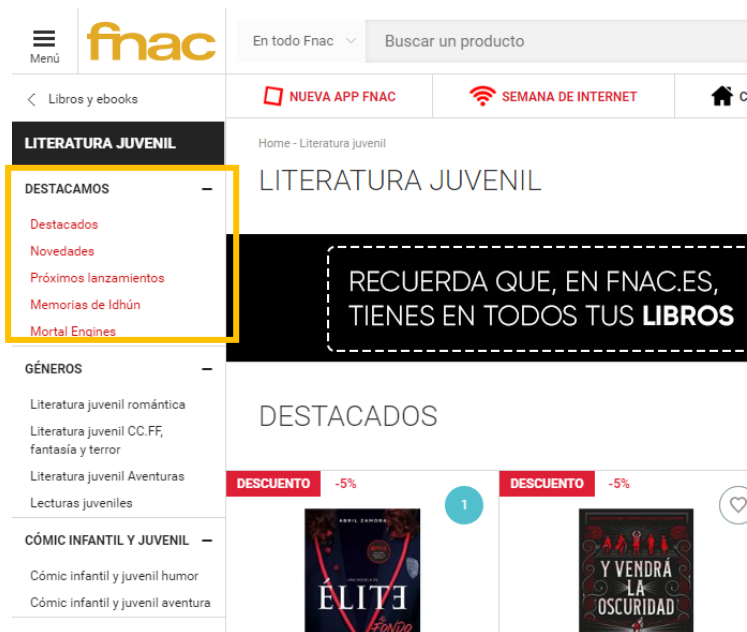 Menú
fnac
En todo Fnac
Buscar un producto
Libros y ebooks
NUEVA APP FNAC
SEMANA DE INTERNET
C
LITERATURA JUVENIL
DESTACAMOS
Destacados
Novedades
Próximos lanzamientos
Memorias de Idhún
Mortal Engines
GÉNEROS
Literatura juvenil romántica
Literatura juvenil CC.FF,
fantasía y terror
Literatura juvenil Aventuras
Lecturas juveniles
CÓMIC INFANTIL Y JUVENIL
Cómic infantil y juvenil humor
Cómic infantil y juvenil aventura
Home - Literatura juvenil
LITERATURA JUVENIL
RECUERDA QUE, EN FNAC.ES,
TIENES EN TODOS TUS LIBROS
DESTACADOS
DESCUENTO -5%
1
ABRIL ZAMORA
ÉLITE
FONDO
DESCUENTO -5%
Y VENDRÁ
LA
OSCURIDAD